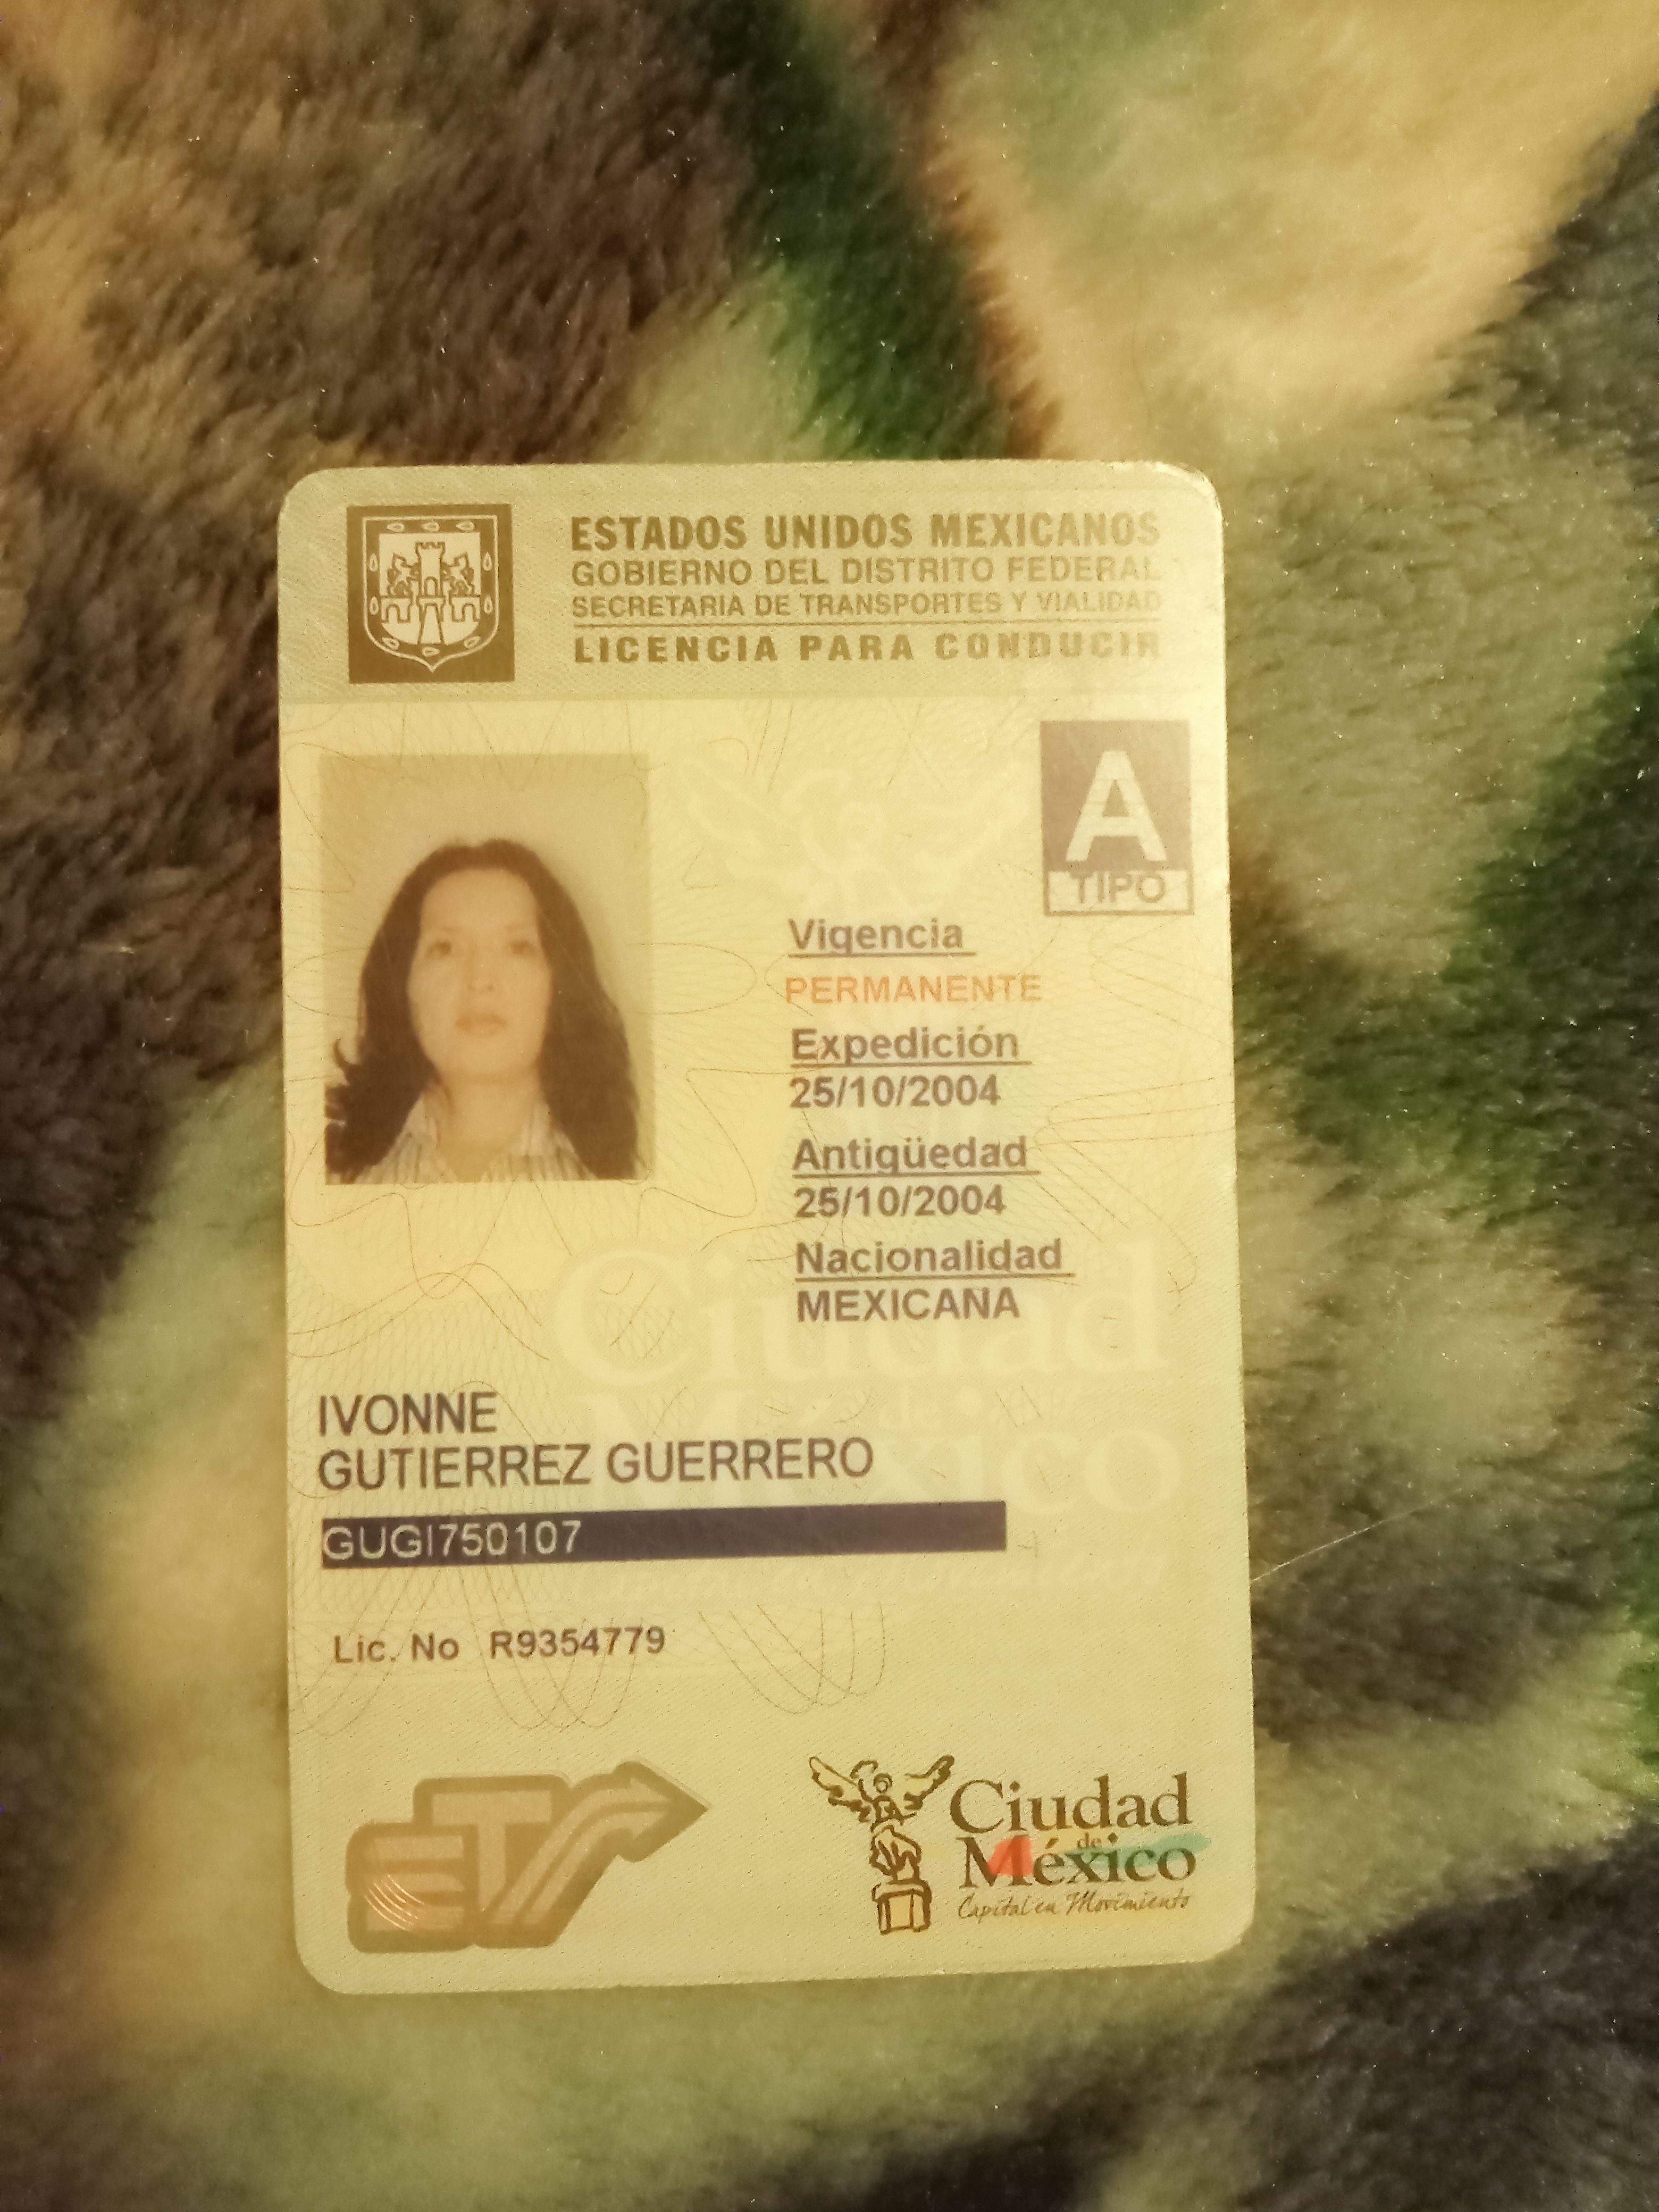 ESTADOS UNIDOS MEXICANOS
GOBIERNO DEL DISTRITO FEDERAL
SECRETARIA DE TRANSPORTES Y VIALIDAD
LICENCIA PARA CONDUCIR
A
TIPO
Vigencia
PERMANENTE
Expedición
25/10/2004
Antigüedad
25/10/2004
Nacionalidad
MEXICANA
Ciudad
México
IVONNE
GUTIERREZ GUERRERO
GUGI750107
Lic. No R9354779
Ciudad
de
México
Capital en Movimiento